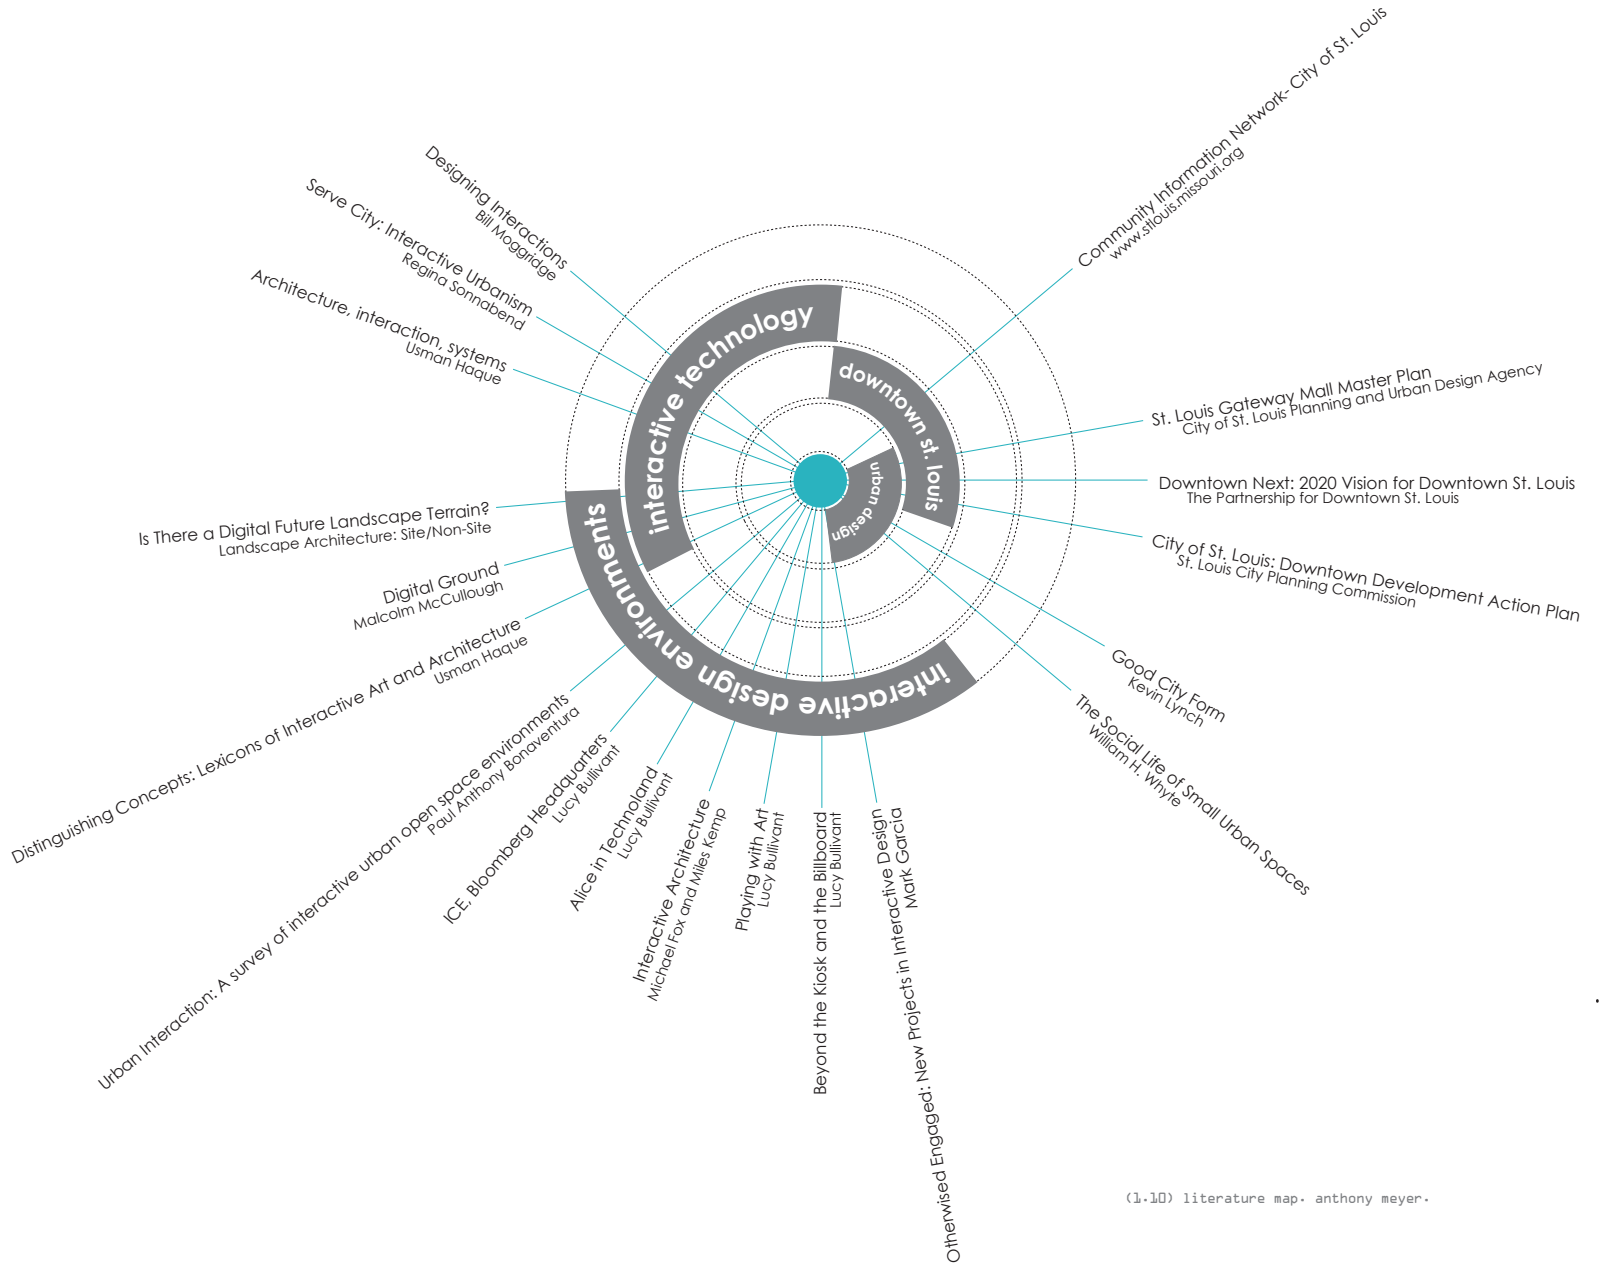 Community Information Network- City of St. Louis
www.stlouis.missouri.org
St. Louis Gateway Mall Master Plan
City of St. Louis Planning and Urban Design Agency
Downtown Next: 2020 Vision for Downtown St. Louis
The Partnership for Downtown St. Louis
City of St. Louis: Downtown Development Action Plan
St. Louis City Planning Commission
Good City Form
Kevin Lynch
The Social Life of Small Urban Spaces
William H. Whyte
Otherwised Engaged: New Projects in Interactive Design
Mark Garcia
Beyond the Kiosk and the Billboard
Lucy Bullivant
Playing with Art
Lucy Bullivant
Interactive Architecture
Michael Fox and Miles Kemp
Alice in Technoland
Lucy Bullivant
ICE, Bloomberg Headquarters
Lucy Bullivant
Urban Interaction: A survey of interactive urban open space environments
Paul Anthony Bonaventura
Distinguishing Concepts: Lexicons of Interactive Art and Architecture
Usman Haque
Digital Ground
Malcolm McCullough
Is There a Digital Future Landscape Terrain?
Landscape Architecture: Site/Non-Site
Architecture, interaction, systems
Usman Haque
Serve City: Interactive Urbanism
Regina Sonnabend
Designing Interactions
Bill Moggridge
interactive technology
downtown st. louis
urban design
interactive design environments
(1.10) literature map. anthony meyer.